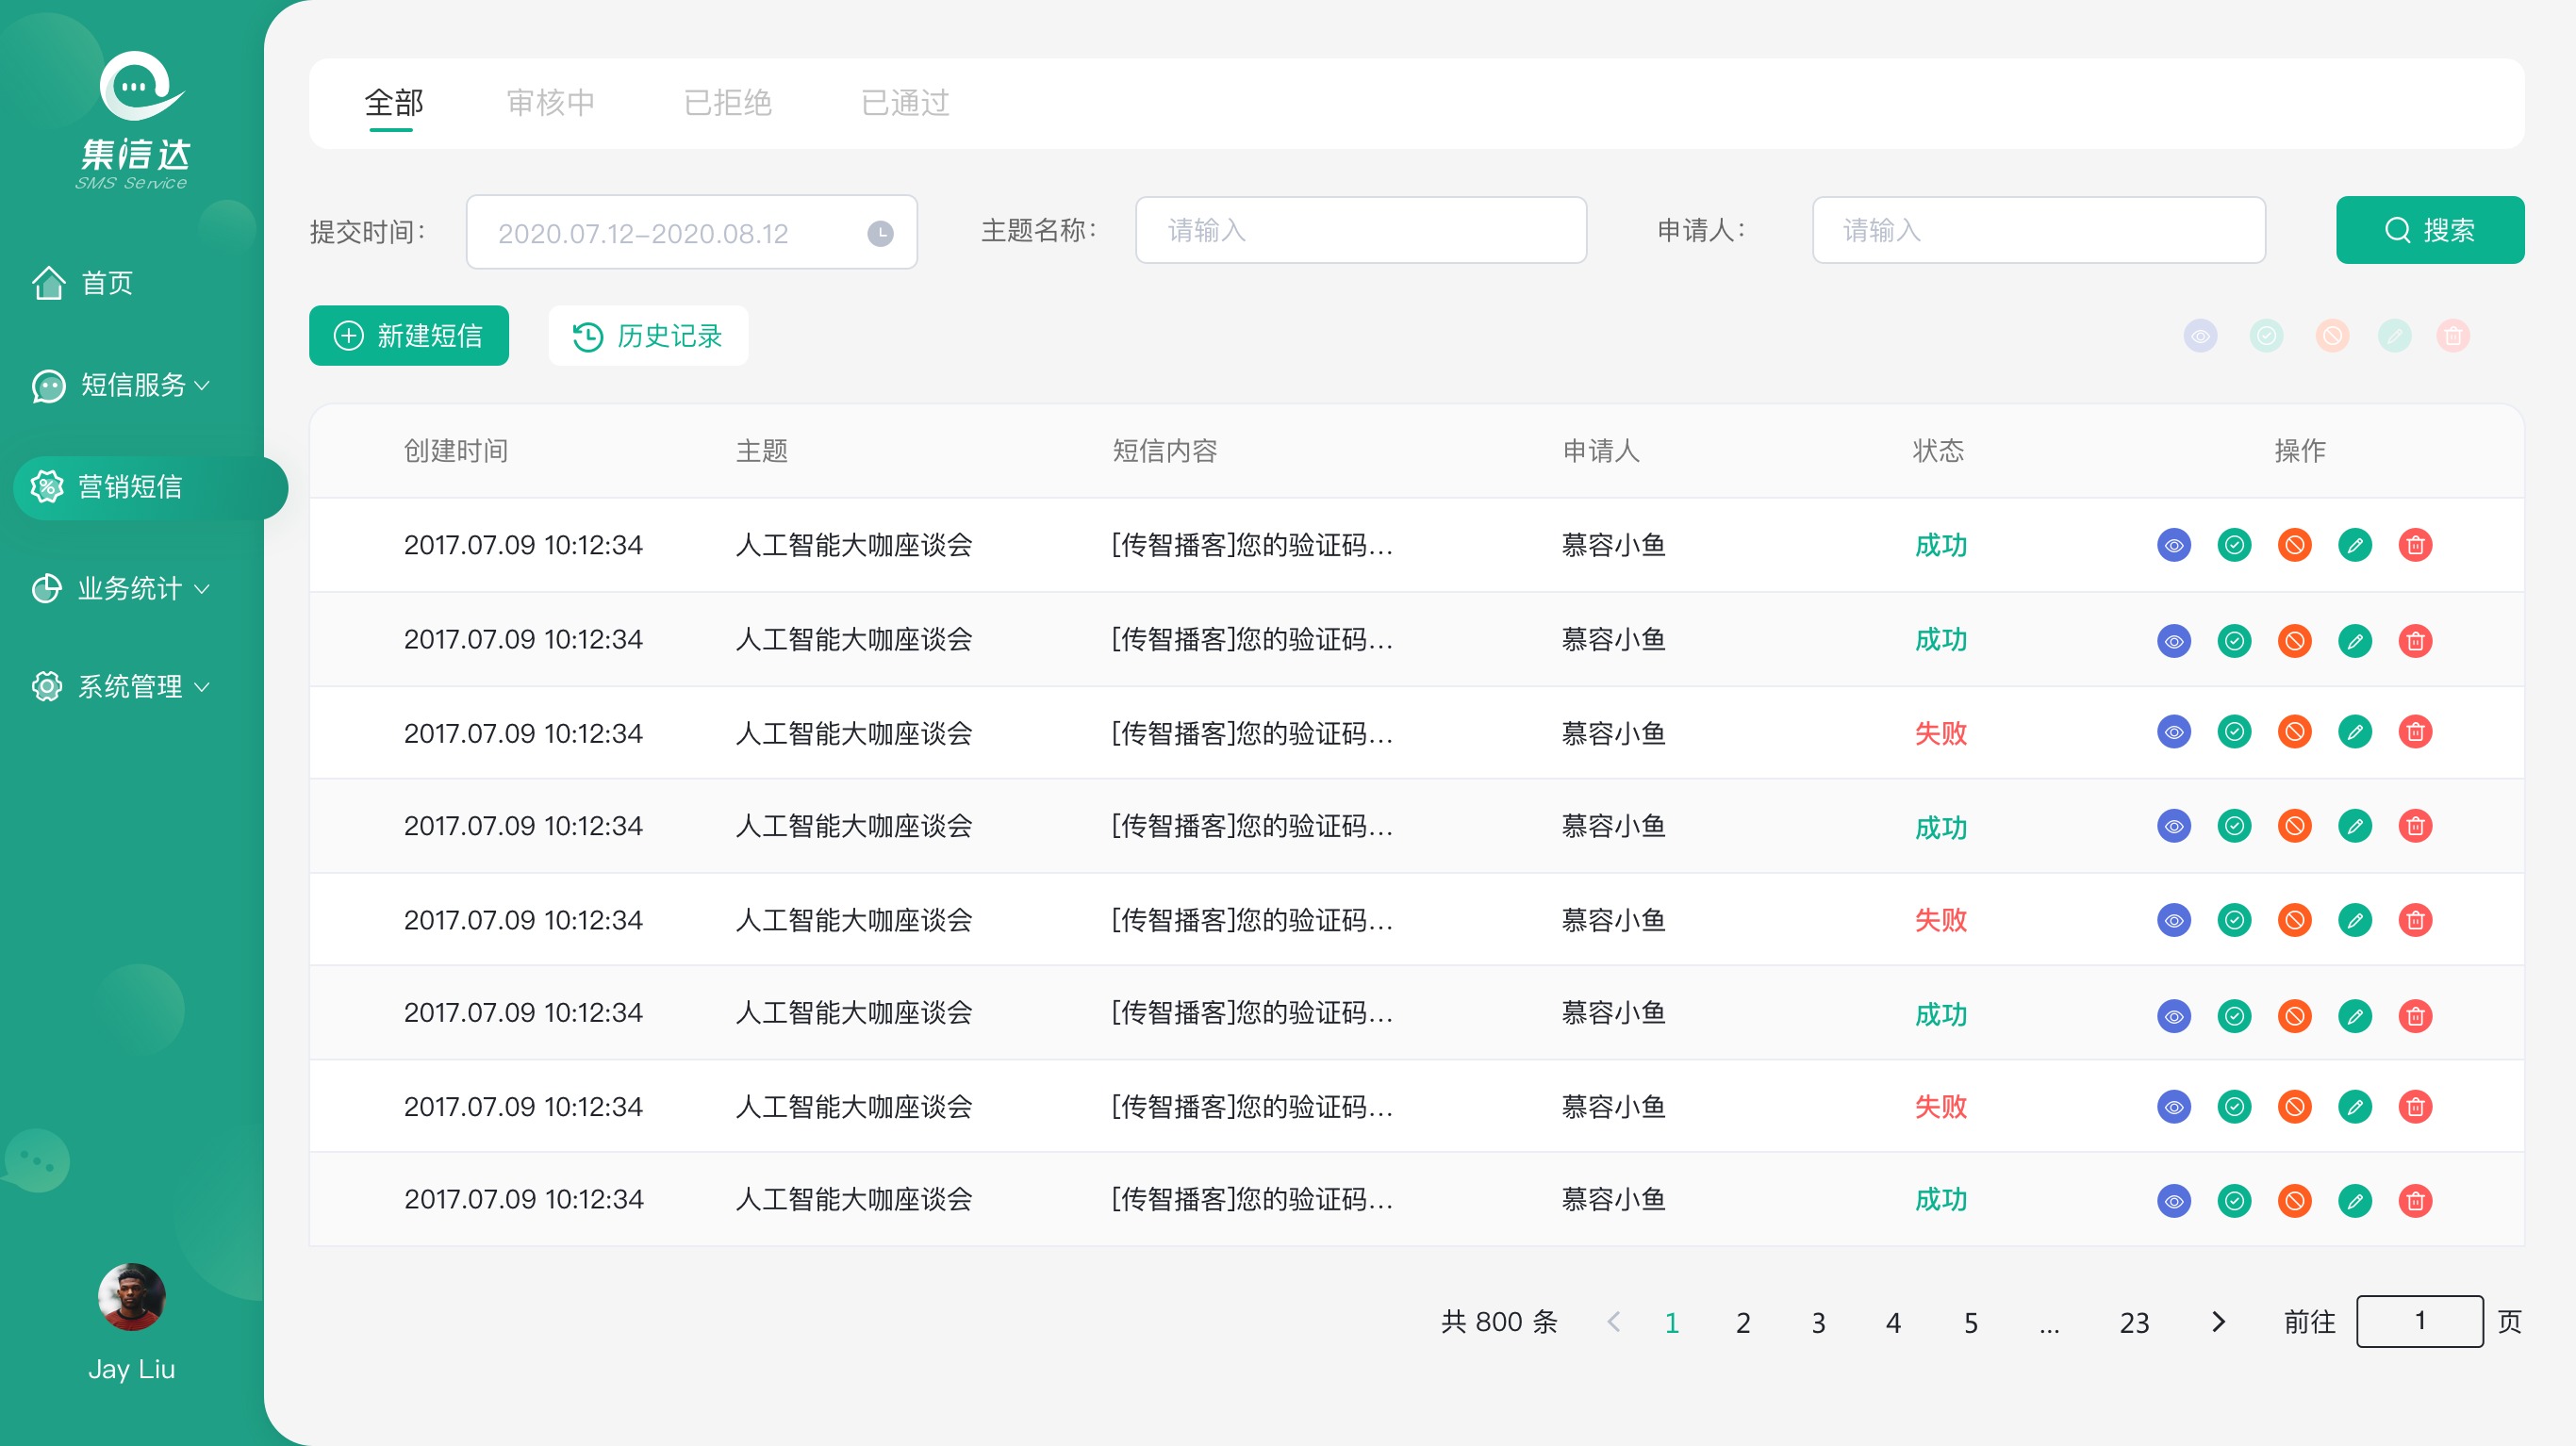 集信达
SMS Service
首页
短信服务
营销短信
业务统计
系统管理
Jay Liu
全部 审核中 已拒绝 已通过
提交时间: 2020.07.12-2020.08.12 主题名称: 请输入 申请人: 请输入 搜索
新建短信 历史记录
创建时间 主题 短信内容 申请人 状态 操作
2017.07.09 10:12:34 人工智能大咖座谈会 [传智播客]您的验证码... 慕容小鱼 成功
2017.07.09 10:12:34 人工智能大咖座谈会 [传智播客]您的验证码... 慕容小鱼 成功
2017.07.09 10:12:34 人工智能大咖座谈会 [传智播客]您的验证码... 慕容小鱼 失败
2017.07.09 10:12:34 人工智能大咖座谈会 [传智播客]您的验证码... 慕容小鱼 成功
2017.07.09 10:12:34 人工智能大咖座谈会 [传智播客]您的验证码... 慕容小鱼 失败
2017.07.09 10:12:34 人工智能大咖座谈会 [传智播客]您的验证码... 慕容小鱼 成功
2017.07.09 10:12:34 人工智能大咖座谈会 [传智播客]您的验证码... 慕容小鱼 失败
2017.07.09 10:12:34 人工智能大咖座谈会 [传智播客]您的验证码... 慕容小鱼 成功
共 800 条 1 2 3 4 5 ... 23 前往 1 页